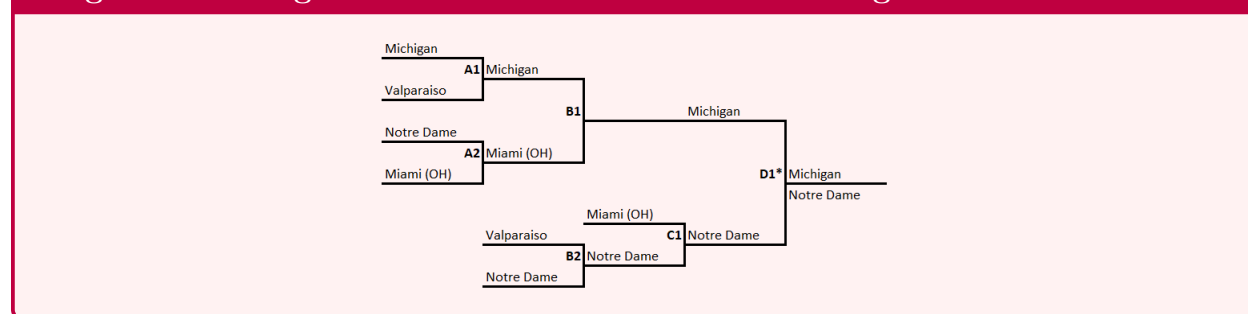 Michigan
A1 Michigan
Valparaiso
B1
Michigan
Notre Dame
A2 Miami (OH)
Miami (OH)
D1* Michigan
Notre Dame
Miami (OH)
Valparaiso
C1 Notre Dame
B2 Notre Dame
Notre Dame